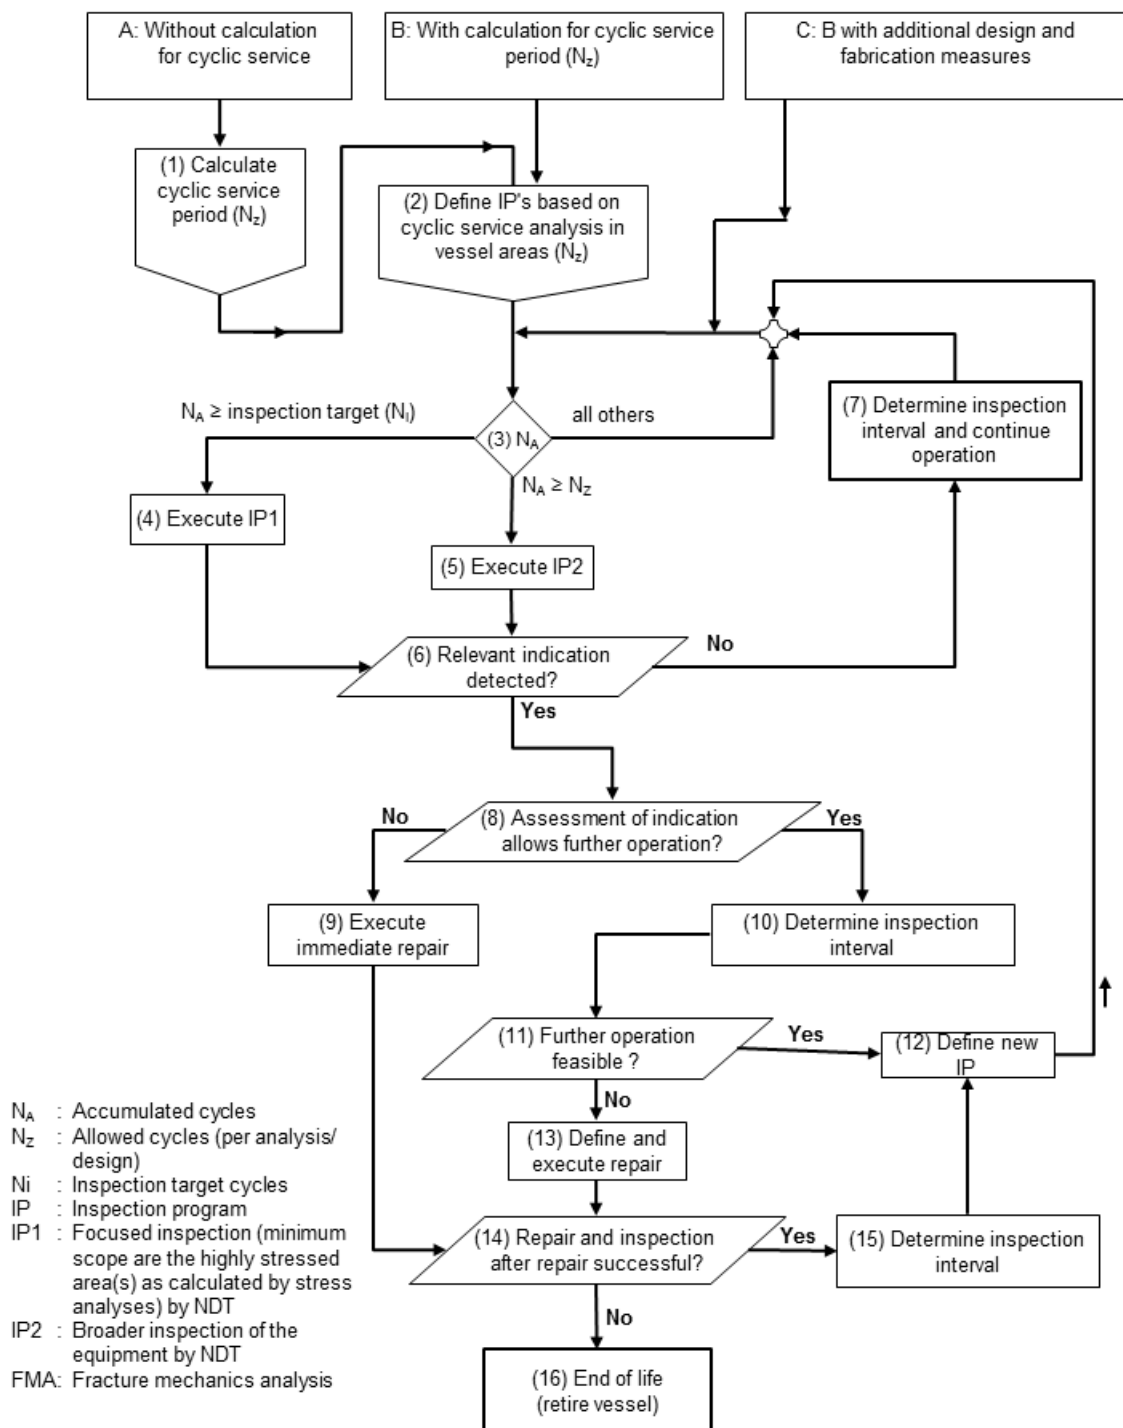 A: Without calculation
for cyclic service
B: With calculation for cyclic service
period (Nz)
C: B with additional design and
fabrication measures
(1) Calculate
cyclic service
period (Nz)
(2) Define IP's based on
cyclic service analysis in
vessel areas (Nz)
NA ≥ inspection target (NI)
(3) NA
all others
NA ≥ NZ
(7) Determine inspection
interval and continue
operation
(4) Execute IP1
(5) Execute IP2
(6) Relevant indication
detected?
No
Yes
(8) Assessment of indication
allows further operation?
No
Yes
(9) Execute
immediate repair
(10) Determine inspection
interval
(11) Further operation
feasible ?
Yes
No
(12) Define new
IP
(13) Define and
execute repair
(14) Repair and inspection
after repair successful?
Yes
No
(15) Determine inspection
interval
(16) End of life
(retire vessel)
NA : Accumulated cycles
NZ : Allowed cycles (per analysis/
design)
Ni : Inspection target cycles
IP : Inspection program
IP1 : Focused inspection (minimum
scope are the highly stressed
area(s) as calculated by stress
analyses) by NDT
IP2 : Broader inspection of the
equipment by NDT
FMA: Fracture mechanics analysis